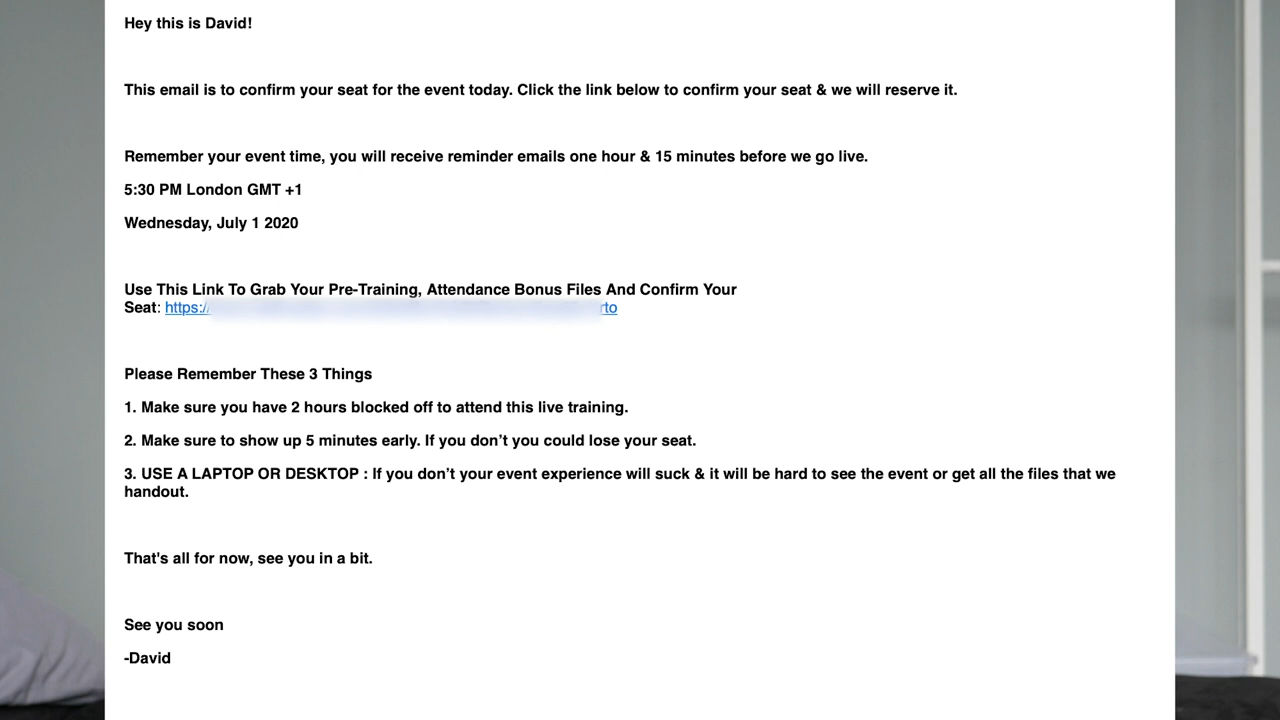 Hey this is David!
This email is to confirm your seat for the event today. Click the link below to confirm your seat & we will reserve it.
Remember your event time, you will receive reminder emails one hour & 15 minutes before we go live.
5:30 PM London GMT +1
Wednesday, July 1 2020
Use This Link To Grab Your Pre-Training, Attendance Bonus Files And Confirm Your
Seat: https:// rto
Please Remember These 3 Things
1. Make sure you have 2 hours blocked off to attend this live training.
2. Make sure to show up 5 minutes early. If you don’t you could lose your seat.
3. USE A LAPTOP OR DESKTOP : If you don’t your event experience will suck & it will be hard to see the event or get all the files that we
handout.
That's all for now, see you in a bit.
See you soon
-David